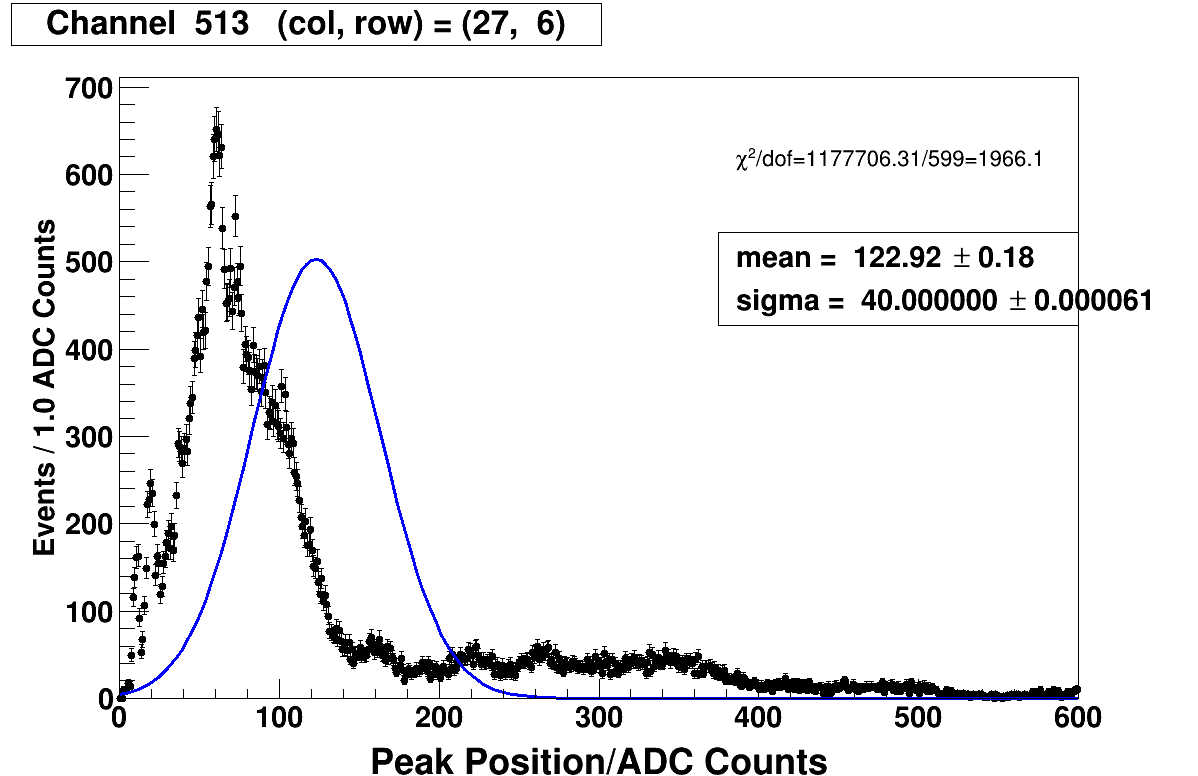 Channel 513 (col, row) = (27, 6)
700
600
500
400
300
200
100
0
Events / 1.0 ADC Counts
χ²/dof=1177706.31/599=1966.1
mean = 122.92 ± 0.18
sigma = 40.000000 ± 0.000061
0 100 200 300 400 500 600
Peak Position/ADC Counts